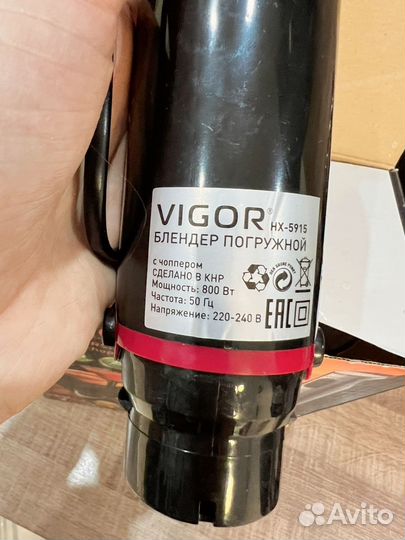 VIGOR® HX-5915
БЛЕНДЕР ПОГРУЖНОЙ
с чоппером
СДЕЛАНО В КНР
Мощность: 800 Вт
Частота: 50 Гц
Напряжение: 220-240 В
EAC
Avito